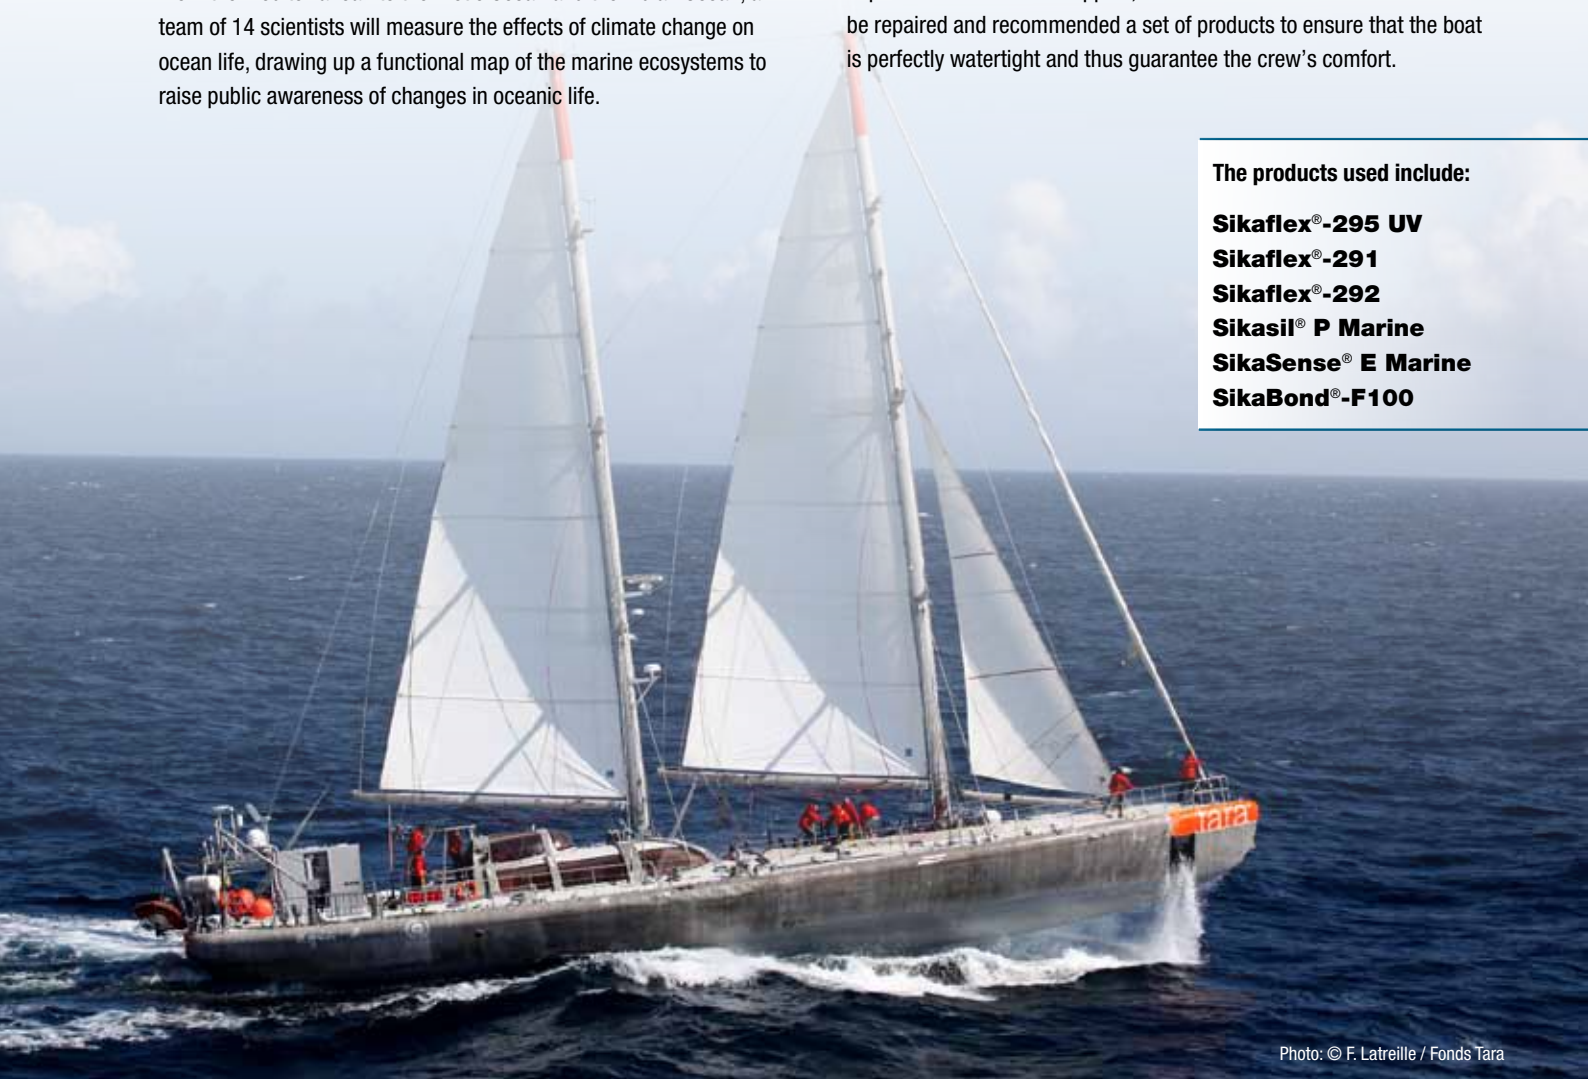 team of 14 scientists will measure the effects of climate change on
ocean life, drawing up a functional map of the marine ecosystems to
raise public awareness of changes in oceanic life.
be repaired and recommended a set of products to ensure that the boat
is perfectly watertight and thus guarantee the crew’s comfort.
The products used include:
Sikaflex®-295 UV
Sikaflex®-291
Sikaflex®-292
Sikasil® P Marine
SikaSense® E Marine
SikaBond®-F100
Tara
Photo: © F. Latreille / Fonds Tara